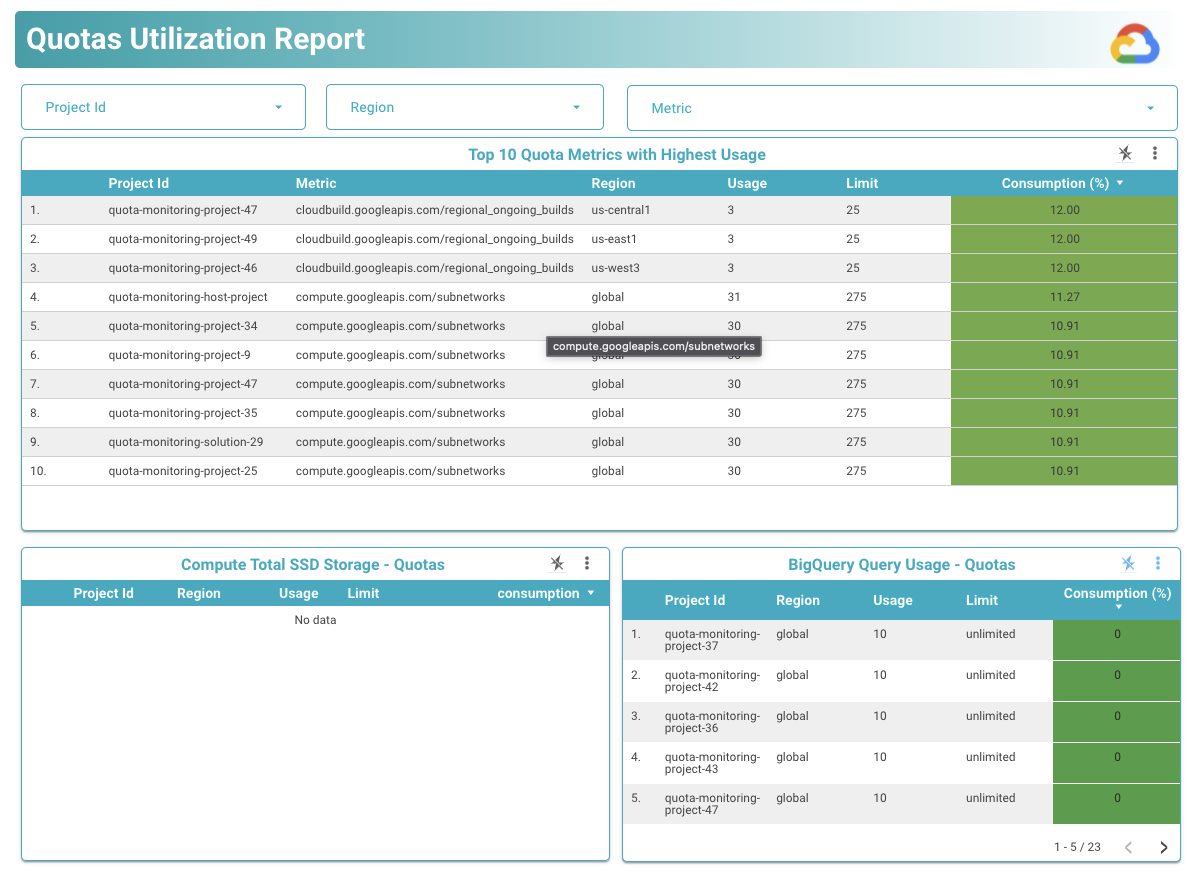 Quotas Utilization Report
Project Id
Region
Metric
Top 10 Quota Metrics with Highest Usage
Project Id Metric Region Usage Limit Consumption (%)
1. quota-monitoring-project-47 cloudbuild.googleapis.com/regional_ongoing_builds us-central1 3 25 12.00
2. quota-monitoring-project-49 cloudbuild.googleapis.com/regional_ongoing_builds us-east1 3 25 12.00
3. quota-monitoring-project-46 cloudbuild.googleapis.com/regional_ongoing_builds us-west3 3 25 12.00
4. quota-monitoring-host-project compute.googleapis.com/subnetworks global 31 275 11.27
5. quota-monitoring-project-34 compute.googleapis.com/subnetworks global 30 275 10.91
compute.googleapis.com/subnetworks
6. quota-monitoring-project-9 compute.googleapis.com/subnetworks global 30 275 10.91
7. quota-monitoring-project-47 compute.googleapis.com/subnetworks global 30 275 10.91
8. quota-monitoring-project-35 compute.googleapis.com/subnetworks global 30 275 10.91
9. quota-monitoring-solution-29 compute.googleapis.com/subnetworks global 30 275 10.91
10. quota-monitoring-project-25 compute.googleapis.com/subnetworks global 30 275 10.91
Compute Total SSD Storage - Quotas
Project Id Region Usage Limit consumption
No data
BigQuery Query Usage - Quotas
Project Id Region Usage Limit Consumption (%)
1. quota-monitoring- global 10 unlimited 0
project-37
2. quota-monitoring- global 10 unlimited 0
project-42
3. quota-monitoring- global 10 unlimited 0
project-36
4. quota-monitoring- global 10 unlimited 0
project-43
5. quota-monitoring- global 10 unlimited 0
project-47
1 - 5 / 23